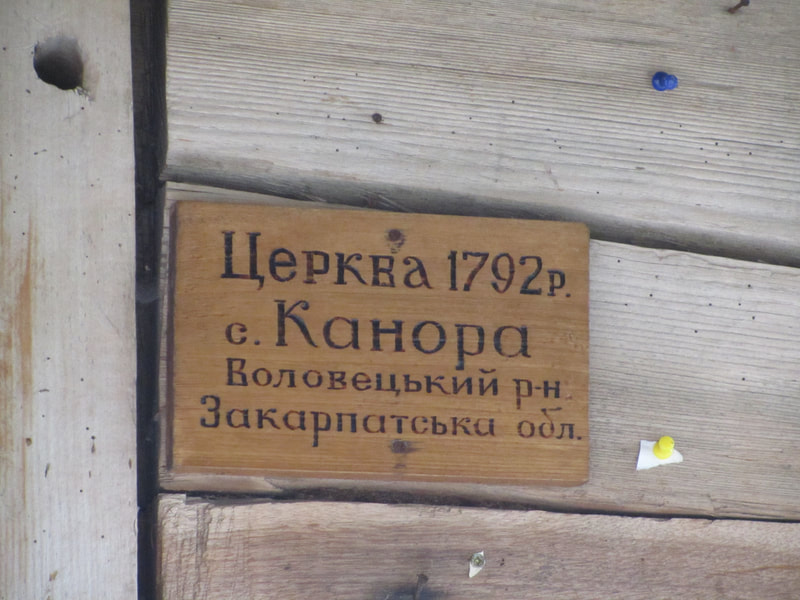 Церква 1792р.
с. Канора
Воловецький р-н.
Закарпатська обл.